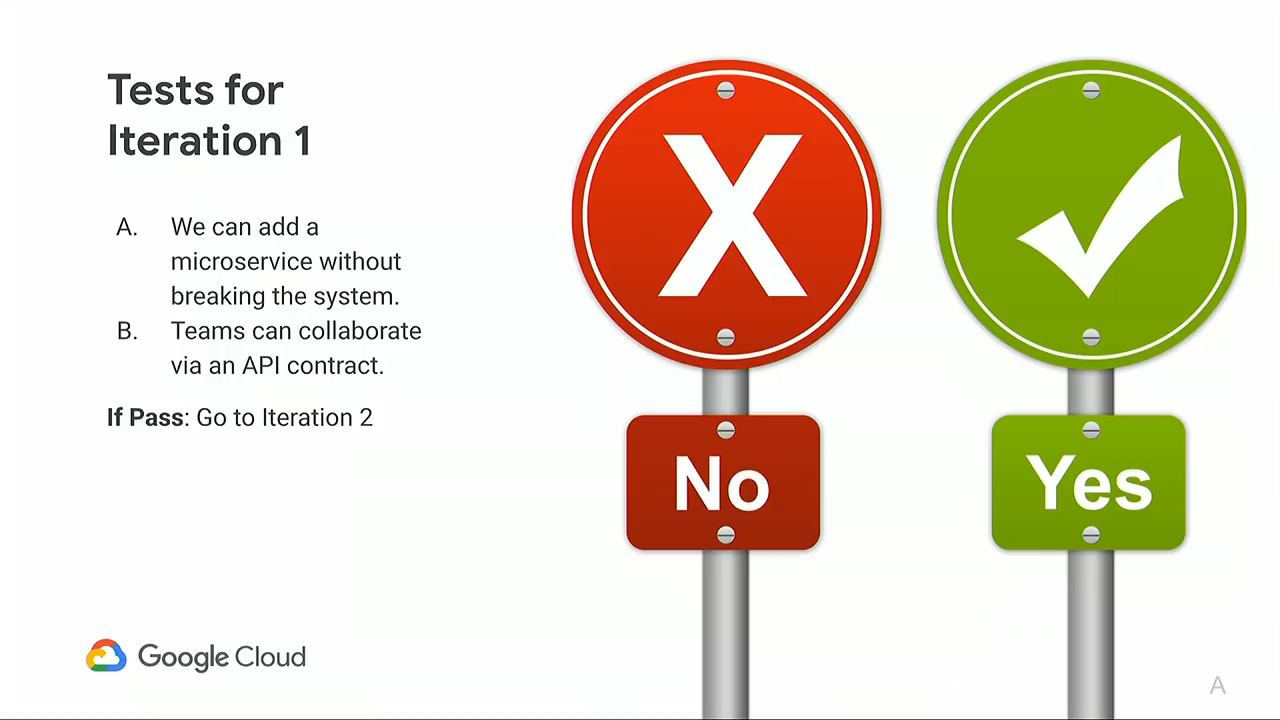 Tests for
Iteration 1
A. We can add a
microservice without
breaking the system.
B. Teams can collaborate
via an API contract.
If Pass: Go to Iteration 2
X
No
Yes
Google Cloud
A